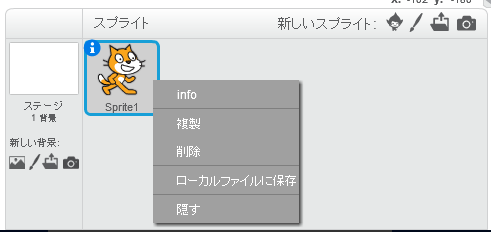 x: -162 y: -180
スプライト
新しいスプライト:
Sprite1
ステージ
1 背景
新しい背景:
info
複製
削除
ローカルファイルに保存
隠す